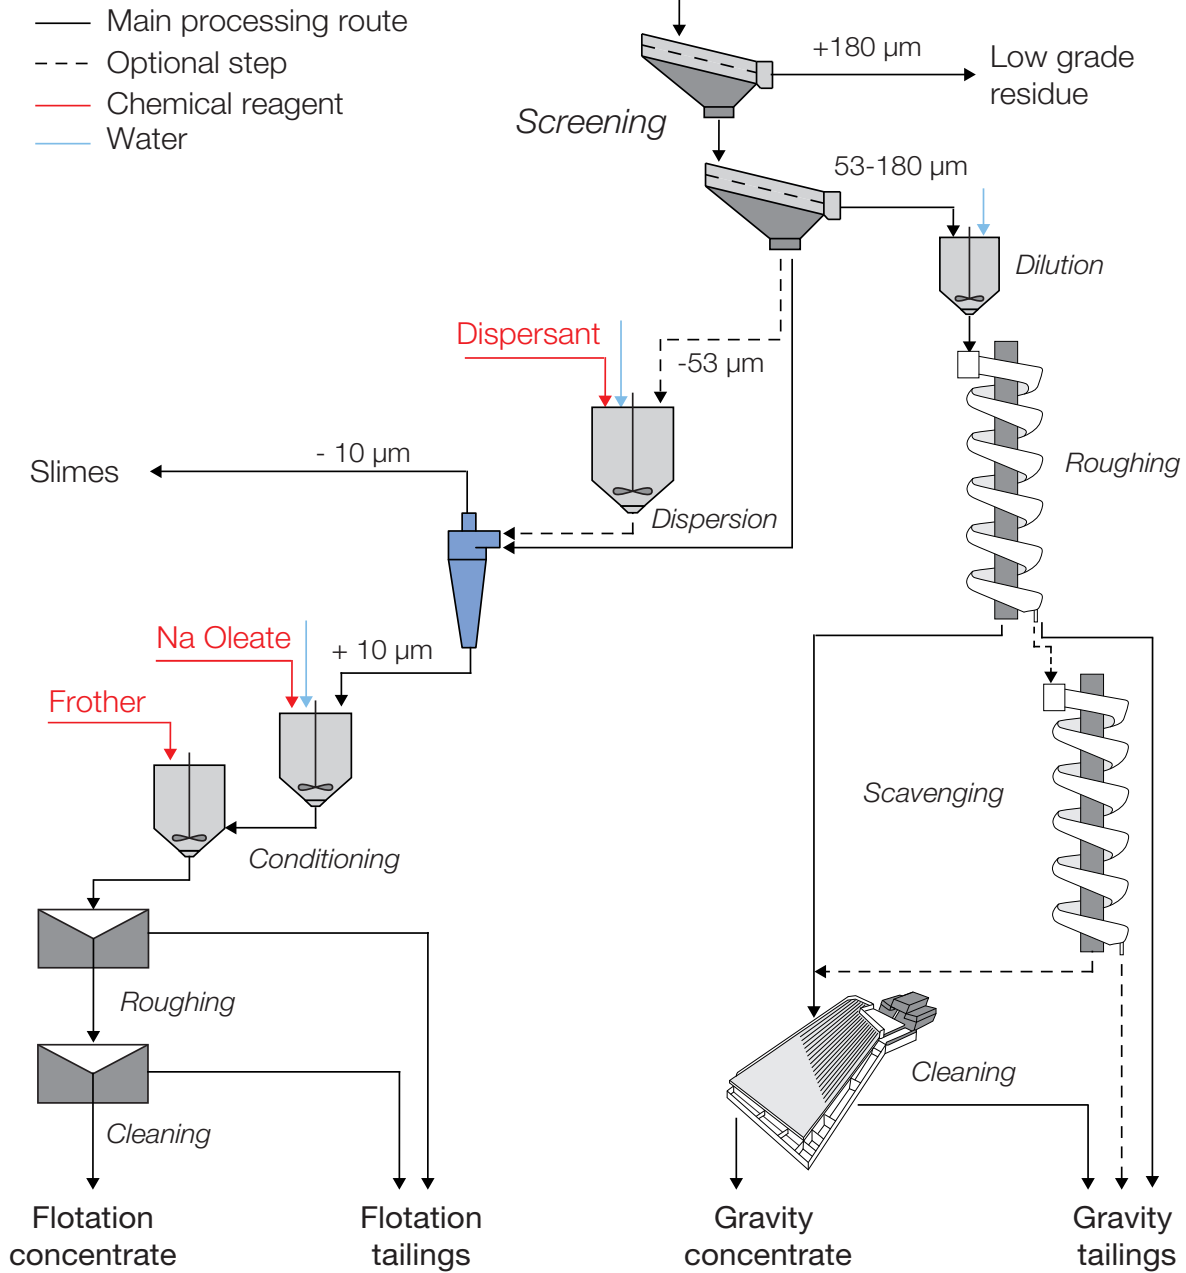 Main processing route
Optional step
Chemical reagent
Water
+180 µm
Low grade
residue
Screening
53-180 µm
Dilution
Dispersant
-53 µm
- 10 µm
Slimes
Roughing
Dispersion
Na Oleate
+ 10 µm
Frother
Scavenging
Conditioning
Roughing
Cleaning
Cleaning
Flotation
concentrate
Flotation
tailings
Gravity
concentrate
Gravity
tailings